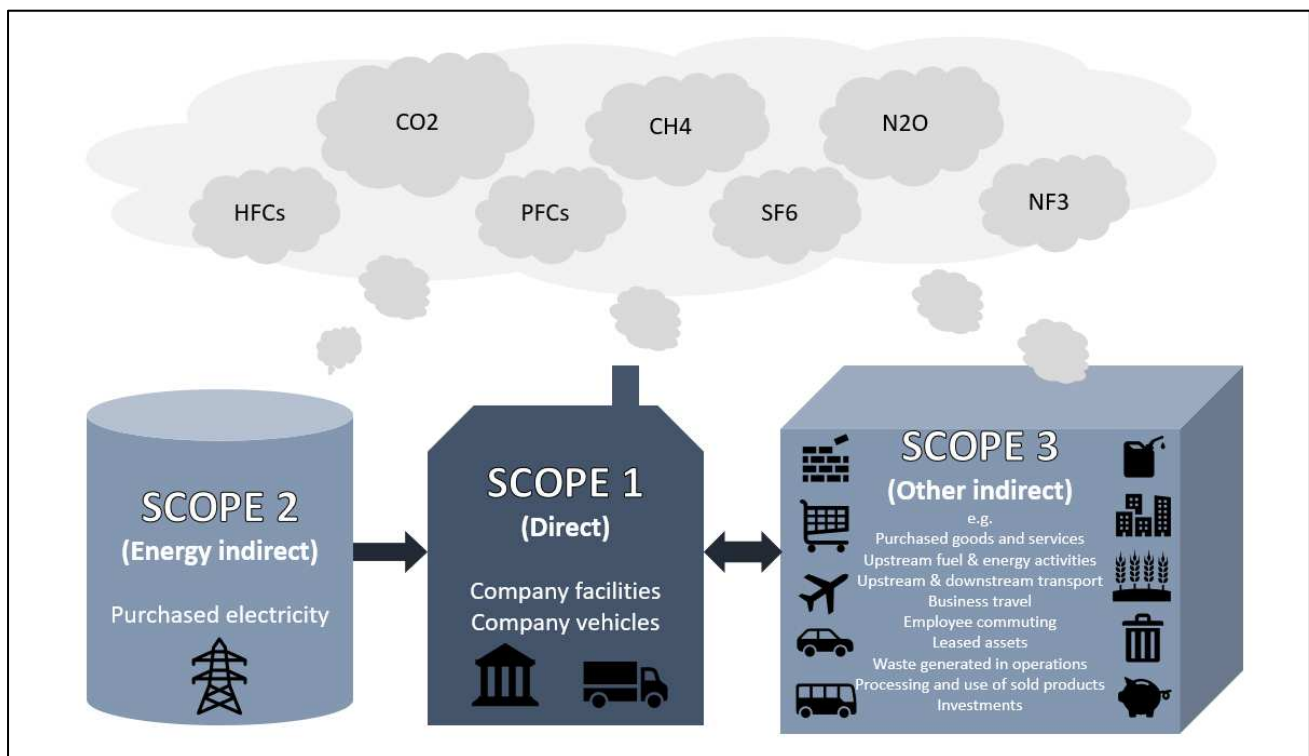 CO2
CH4
N2O
HFCs
PFCs
SF6
NF3
SCOPE 2
(Energy indirect)
Purchased electricity
SCOPE 1
(Direct)
Company facilities
Company vehicles
SCOPE 3
(Other indirect)
e.g.
Purchased goods and services
Upstream fuel & energy activities
Upstream & downstream transport
Business travel
Employee commuting
Leased assets
Waste generated in operations
Processing and use of sold products
Investments